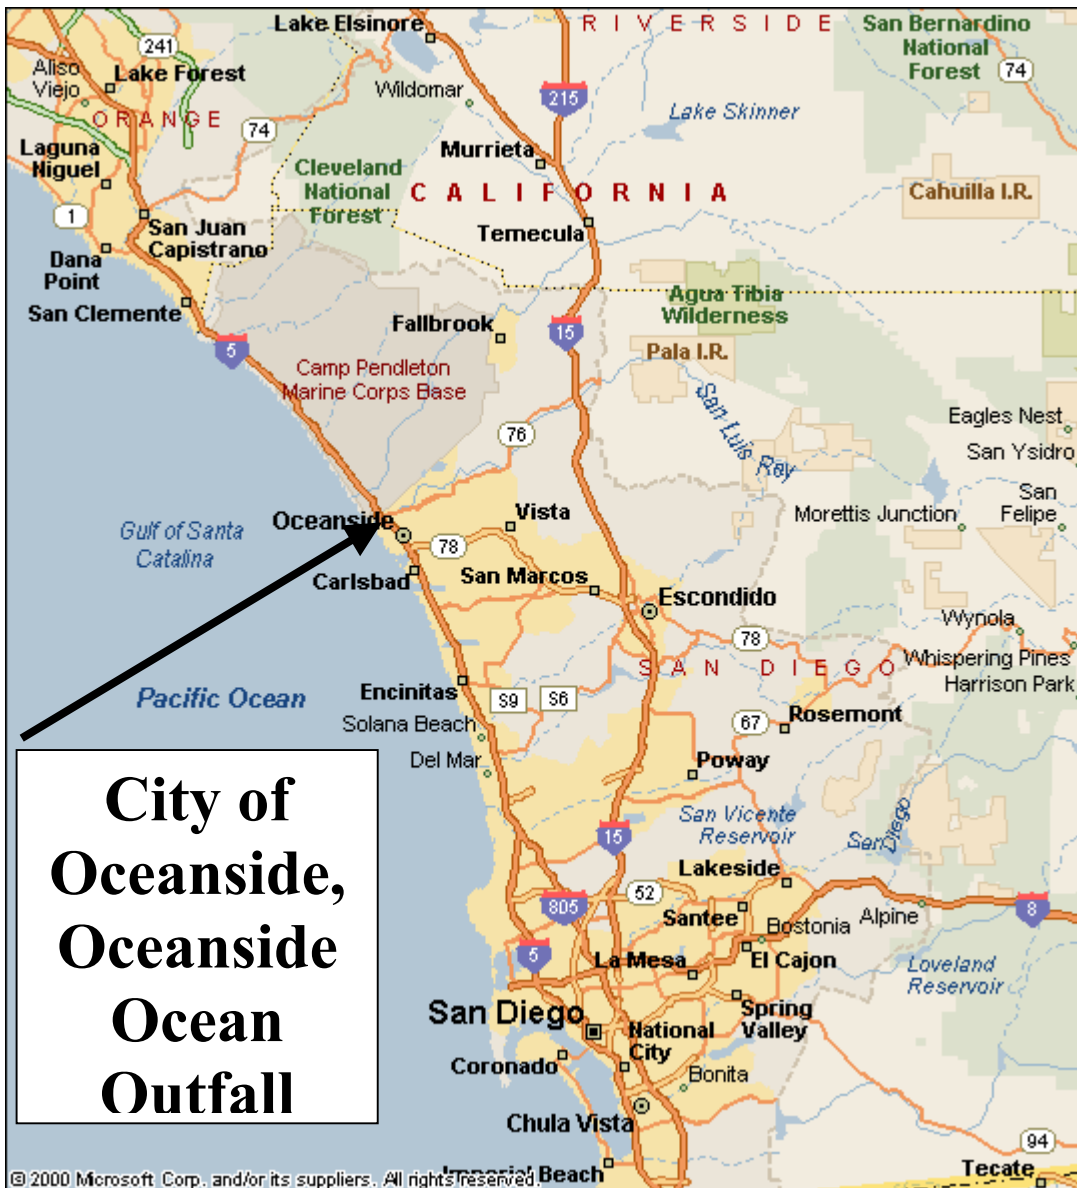 Lake Elsinore
R I V E R S I D E
San Bernardino
National
Forest
74
241
Aliso
Viejo
Lake Forest
Wildomar
215
Lake Skinner
O R A N G E
74
Laguna
Niguel
Murrieta
Cleveland
National
Forest
C A L I F O R N I A
Cahuilla I.R.
1
San Juan
Capistrano
Temecula
Dana
Point
San Clemente
Agua Tibia
Wilderness
Fallbrook
15
5
Pala I.R.
Camp Pendleton
Marine Corps Base
San Luis Rey
Eagles Nest
76
San Ysidro
San
Felipe
Morettis Junction
Gulf of Santa
Catalina
Oceanside
Vista
78
Carlsbad
San Marcos
Escondido
Wynola
78
S A N D I E G O
Whispering Pines
Harrison Park
Pacific Ocean
Encinitas
S9
S6
Solana Beach
67
Rosemont
Del Mar
Poway
City of
Oceanside,
Oceanside
Ocean
Outfall
San Vicente
Reservoir
San Diego
15
Lakeside
52
805
Santee
Bostonia
Alpine
8
5
La Mesa
El Cajon
Loveland
Reservoir
San Diego
National
City
Spring
Valley
Coronado
Bonita
Chula Vista
94
Imperial Beach
Tecate
© 2000 Microsoft Corp. and/or its suppliers. All rights reserved.